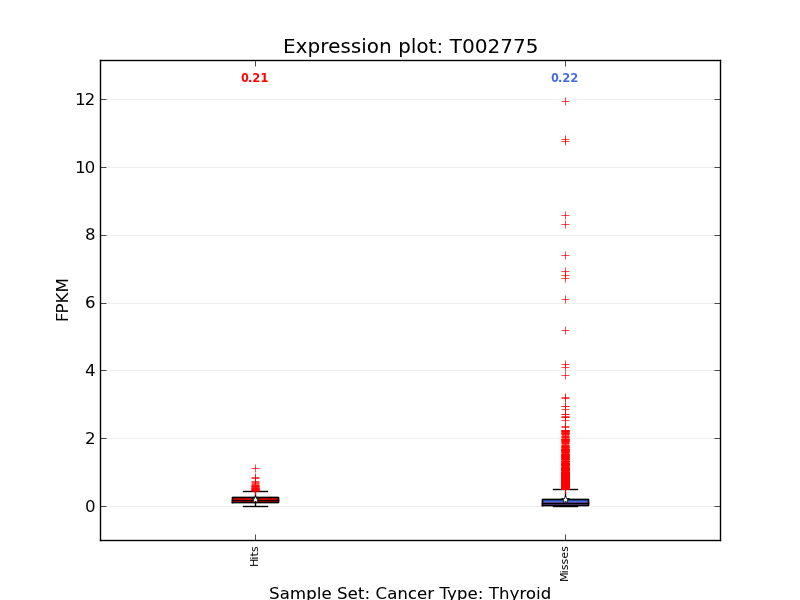 Expression plot: T002775
0.21
0.22
12
10
8
6
4
2
0
FPKM
Hits
Misses
Sample Set: Cancer Type: Thyroid